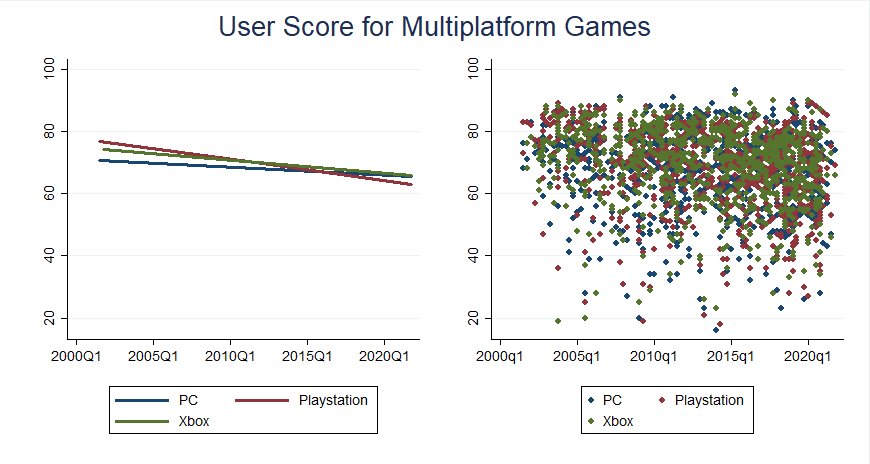 User Score for Multiplatform Games
100
80
60
40
20
2000Q1 2005Q1 2010Q1 2015Q1 2020Q1
PC Playstation
Xbox
100
80
60
40
20
2000q1 2005q1 2010q1 2015q1 2020q1
PC Playstation
Xbox